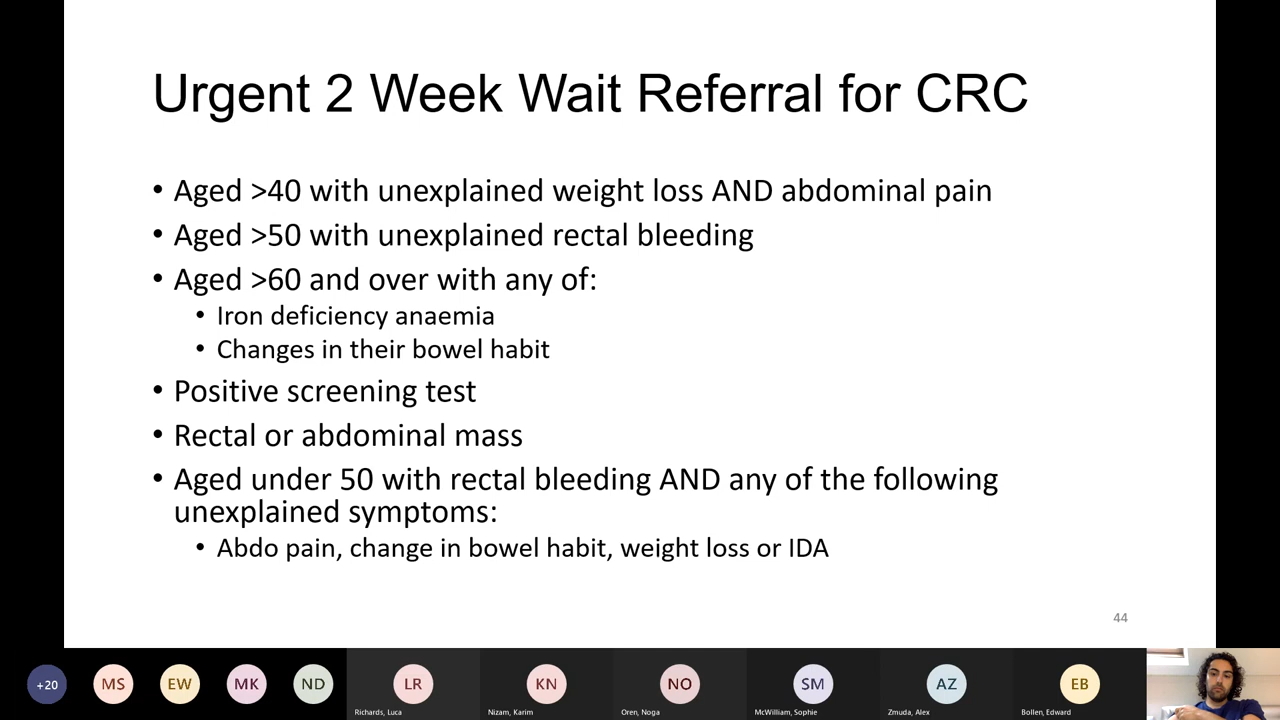 Urgent 2 Week Wait Referral for CRC
• Aged >40 with unexplained weight loss AND abdominal pain
• Aged >50 with unexplained rectal bleeding
• Aged >60 and over with any of:
• Iron deficiency anaemia
• Changes in their bowel habit
• Positive screening test
• Rectal or abdominal mass
• Aged under 50 with rectal bleeding AND any of the following
unexplained symptoms:
• Abdo pain, change in bowel habit, weight loss or IDA
44
+20 MS EW MK ND LR KN NO SM AZ EB
Richards, Luca Nizam, Karim Oren, Noga McWilliam, Sophie Zmuda, Alex Bollen, Edward